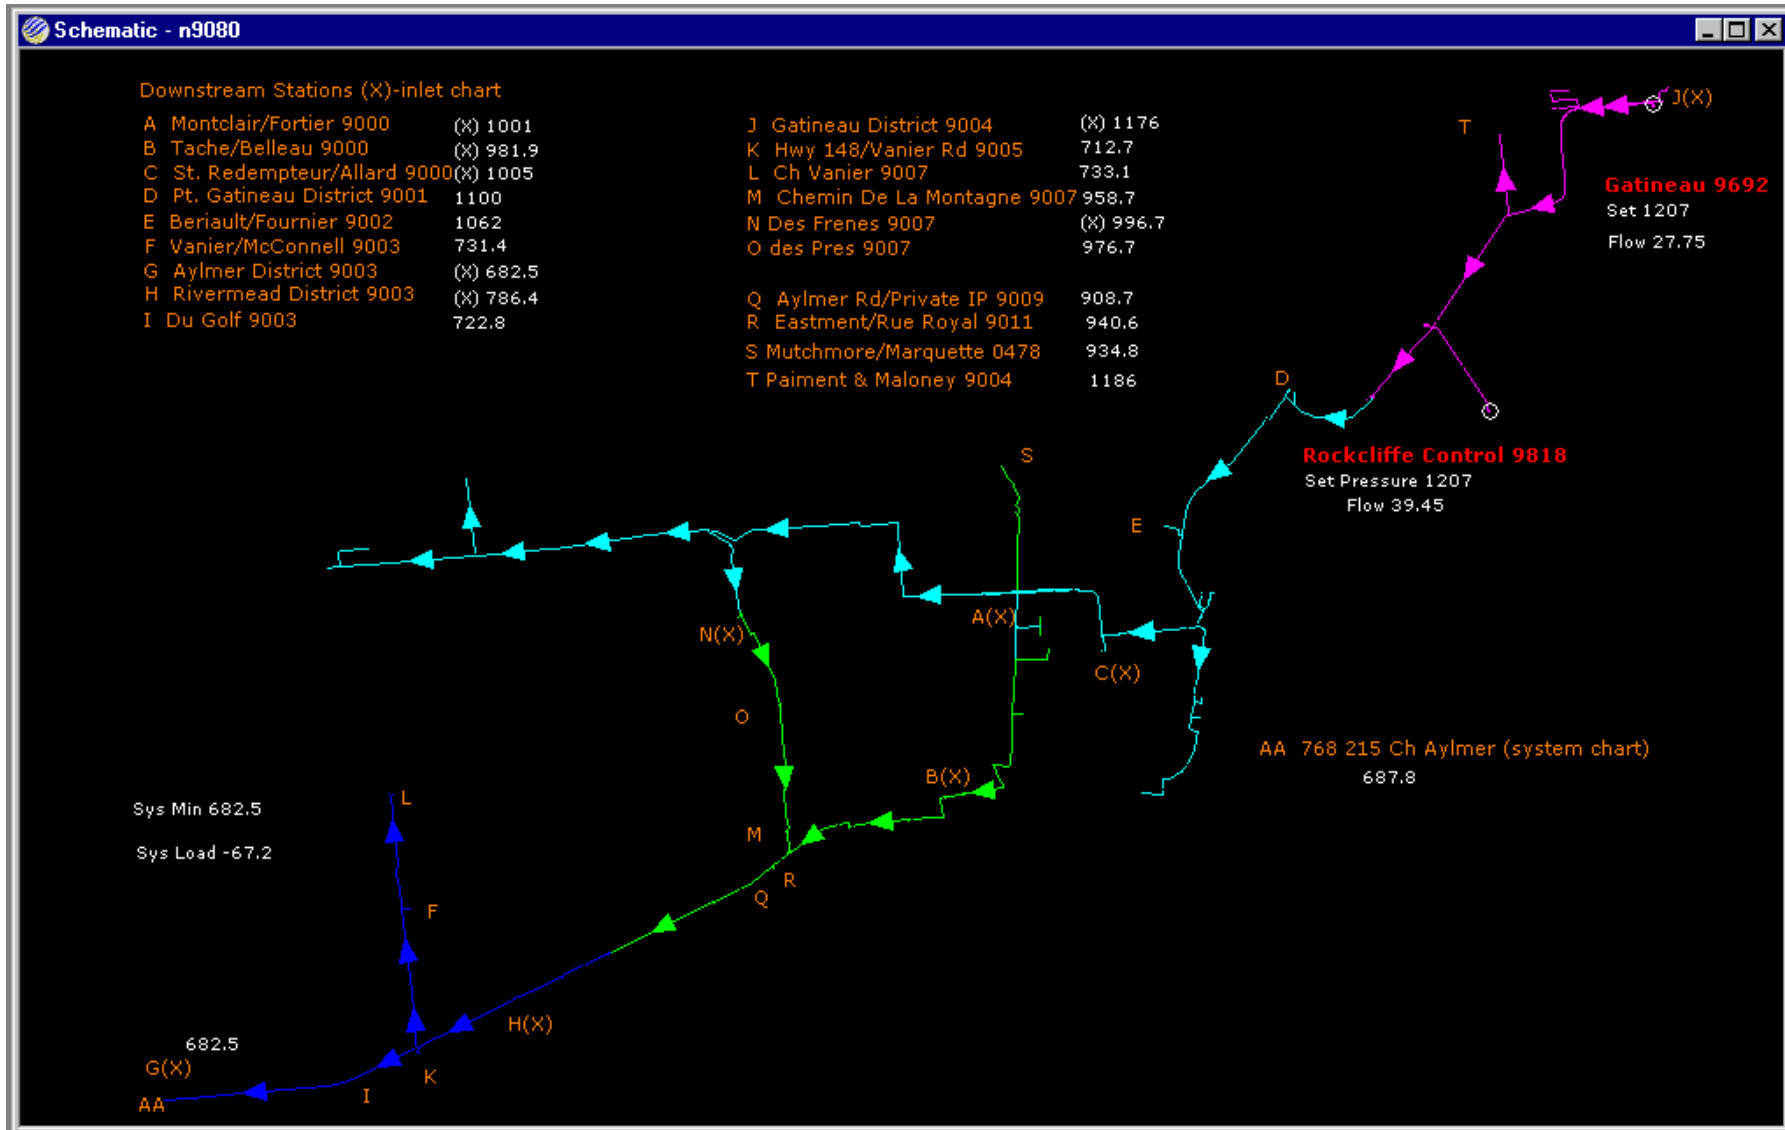 Schematic - n9080
Downstream Stations (X)-inlet chart
A Montclair/Fortier 9000 (X) 1001
B Tache/Belleau 9000 (X) 981.9
C St. Redempteur/Allard 9000 (X) 1005
D Pt. Gatineau District 9001 1100
E Beriault/Fournier 9002 1062
F Vanier/McConnell 9003 731.4
G Aylmer District 9003 (X) 682.5
H Rivermead District 9003 (X) 786.4
I Du Golf 9003 722.8
J Gatineau District 9004 (X) 1176
K Hwy 148/Vanier Rd 9005 712.7
L Ch Vanier 9007 733.1
M Chemin De La Montagne 9007 958.7
N Des Frenes 9007 (X) 996.7
O des Pres 9007 976.7
Q Aylmer Rd/Private IP 9009 908.7
R Eastment/Rue Royal 9011 940.6
S Mutchmore/Marquette 0478 934.8
T Paiment & Maloney 9004 1186
J(X)
T
Gatineau 9692
Set 1207
Flow 27.75
D
Rockcliffe Control 9818
Set Pressure 1207
Flow 39.45
S
E
A(X)
N(X)
C(X)
O
AA 768 215 Ch Aylmer (system chart)
687.8
B(X)
L
Sys Min 682.5
M
Sys Load -67.2
R
Q
F
H(X)
682.5
G(X)
K
I
AA